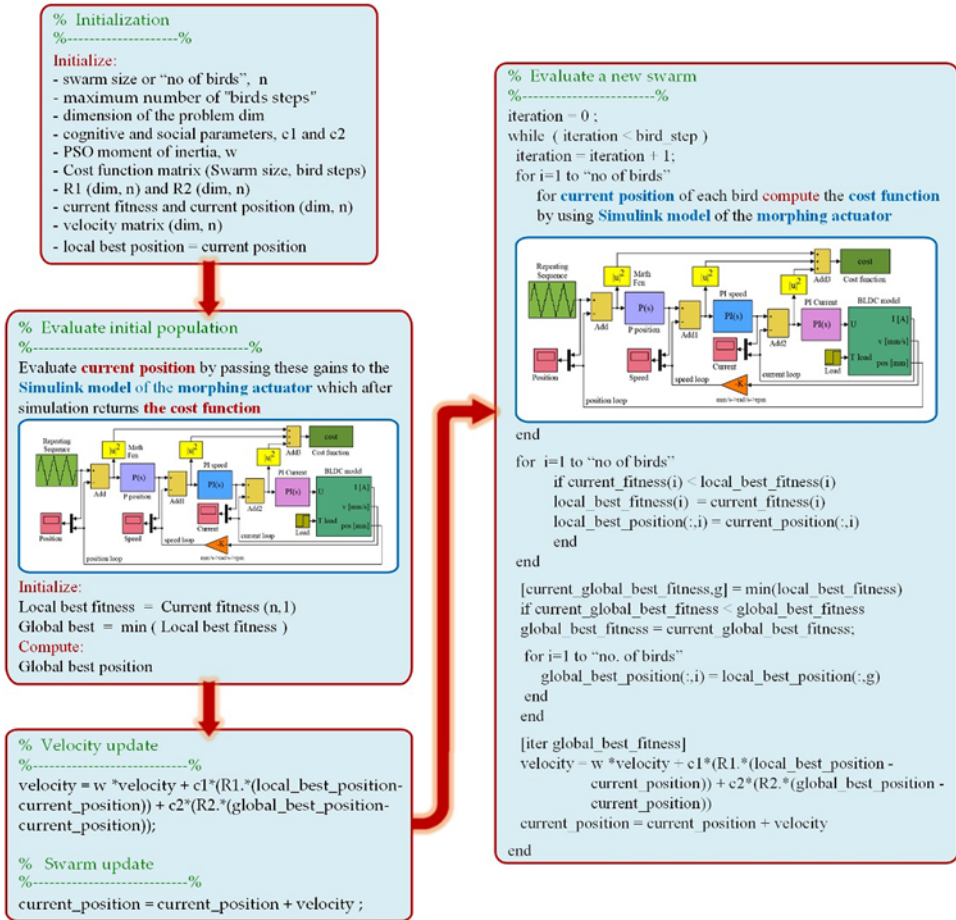 % Initialization
%--------------------%
Initialize:
- swarm size or “no of birds”, n
- maximum number of "birds steps"
- dimension of the problem dim
- cognitive and social parameters, c1 and c2
- PSO moment of inertia, w
- Cost function matrix (Swarm size, bird steps)
- R1 (dim, n) and R2 (dim, n)
- current fitness and current position (dim, n)
- velocity matrix (dim, n)
- local best position = current position
% Evaluate initial population
%----------------------------%
Evaluate current position by passing these gains to the
Simulink model of the morphing actuator which after
simulation returns the cost function
Repeating
Sequence
|u|²
Math
Fcn
|u|²
|u|²
Add3
cost
Cost function
Add
P(s)
P position
Add1
PI speed
PI(s)
Add2
PI Current
PI(s)
BLDC model
U
T load
I [A]
v [mm/s]
pos [mm]
Position
Speed
Current
Load
current loop
speed loop
-K-
mm/s->rad/s->rpm
position loop
Initialize:
Local best fitness = Current fitness (n,1)
Global best = min ( Local best fitness )
Compute:
Global best position
% Velocity update
%--------------------------%
velocity = w *velocity + c1*(R1.*(local_best_position-
current_position)) + c2*(R2.*(global_best_position-
current_position));
% Swarm update
%--------------------------%
current_position = current_position + velocity ;
% Evaluate a new swarm
%-----------------------%
iteration = 0 ;
while ( iteration < bird_step )
iteration = iteration + 1;
for i=1 to “no of birds”
for current position of each bird compute the cost function
by using Simulink model of the morphing actuator
Repeating
Sequence
|u|²
Math
Fcn
|u|²
|u|²
Add3
cost
Cost function
Add
P(s)
P position
Add1
PI speed
PI(s)
Add2
PI Current
PI(s)
BLDC model
U
T load
I [A]
v [mm/s]
pos [mm]
Position
Speed
Current
Load
current loop
speed loop
-K-
mm/s->rad/s->rpm
position loop
end
for i=1 to “no of birds”
if current_fitness(i) < local_best_fitness(i)
local_best_fitness(i) = current_fitness(i)
local_best_position(:,i) = current_position(:,i)
end
end
[current_global_best_fitness,g] = min(local_best_fitness)
if current_global_best_fitness < global_best_fitness
global_best_fitness = current_global_best_fitness;
for i=1 to “no. of birds”
global_best_position(:,i) = local_best_position(:,g)
end
end
[iter global_best_fitness]
velocity = w *velocity + c1*(R1.*(local_best_position -
current_position)) + c2*(R2.*(global_best_position -
current_position))
current_position = current_position + velocity
end